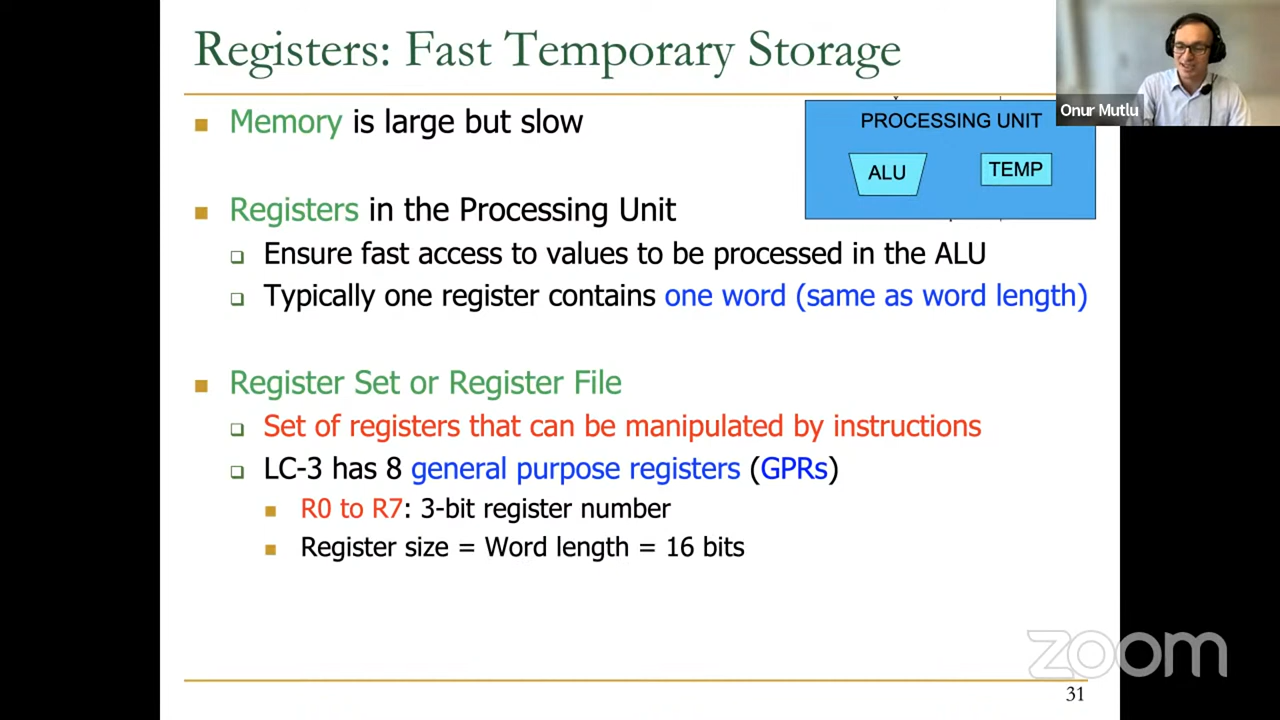 Registers: Fast Temporary Storage
Onur Mutlu
Memory is large but slow
PROCESSING UNIT
ALU
TEMP
Registers in the Processing Unit
Ensure fast access to values to be processed in the ALU
Typically one register contains one word (same as word length)
Register Set or Register File
Set of registers that can be manipulated by instructions
LC-3 has 8 general purpose registers (GPRs)
R0 to R7: 3-bit register number
Register size = Word length = 16 bits
zoom
31